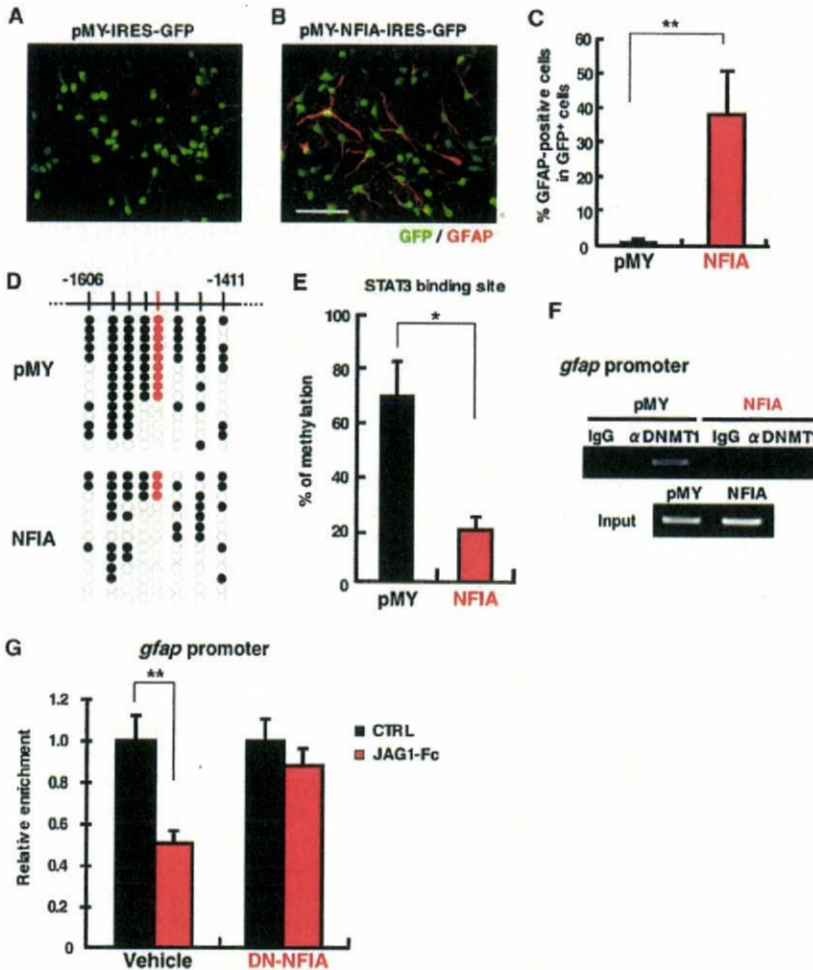 A
pMY-IRES-GFP
B
pMY-NFIA-IRES-GFP
GFP / GFAP
C
% GFAP-positive cells
in GFP+ cells
60
50
40
30
20
10
0
**
pMY
NFIA
D
-1606
-1411
pMY
NFIA
E
STAT3 binding site
% of methylation
100
80
60
40
20
0
*
pMY
NFIA
F
gfap promoter
pMY
NFIA
IgG αDNMT1
IgG αDNMT1
pMY NFIA
Input
G
gfap promoter
Relative enrichment
1.2
1.0
0.8
0.6
0.4
0.2
0
**
CTRL
JAG1-Fc
Vehicle
DN-NFIA